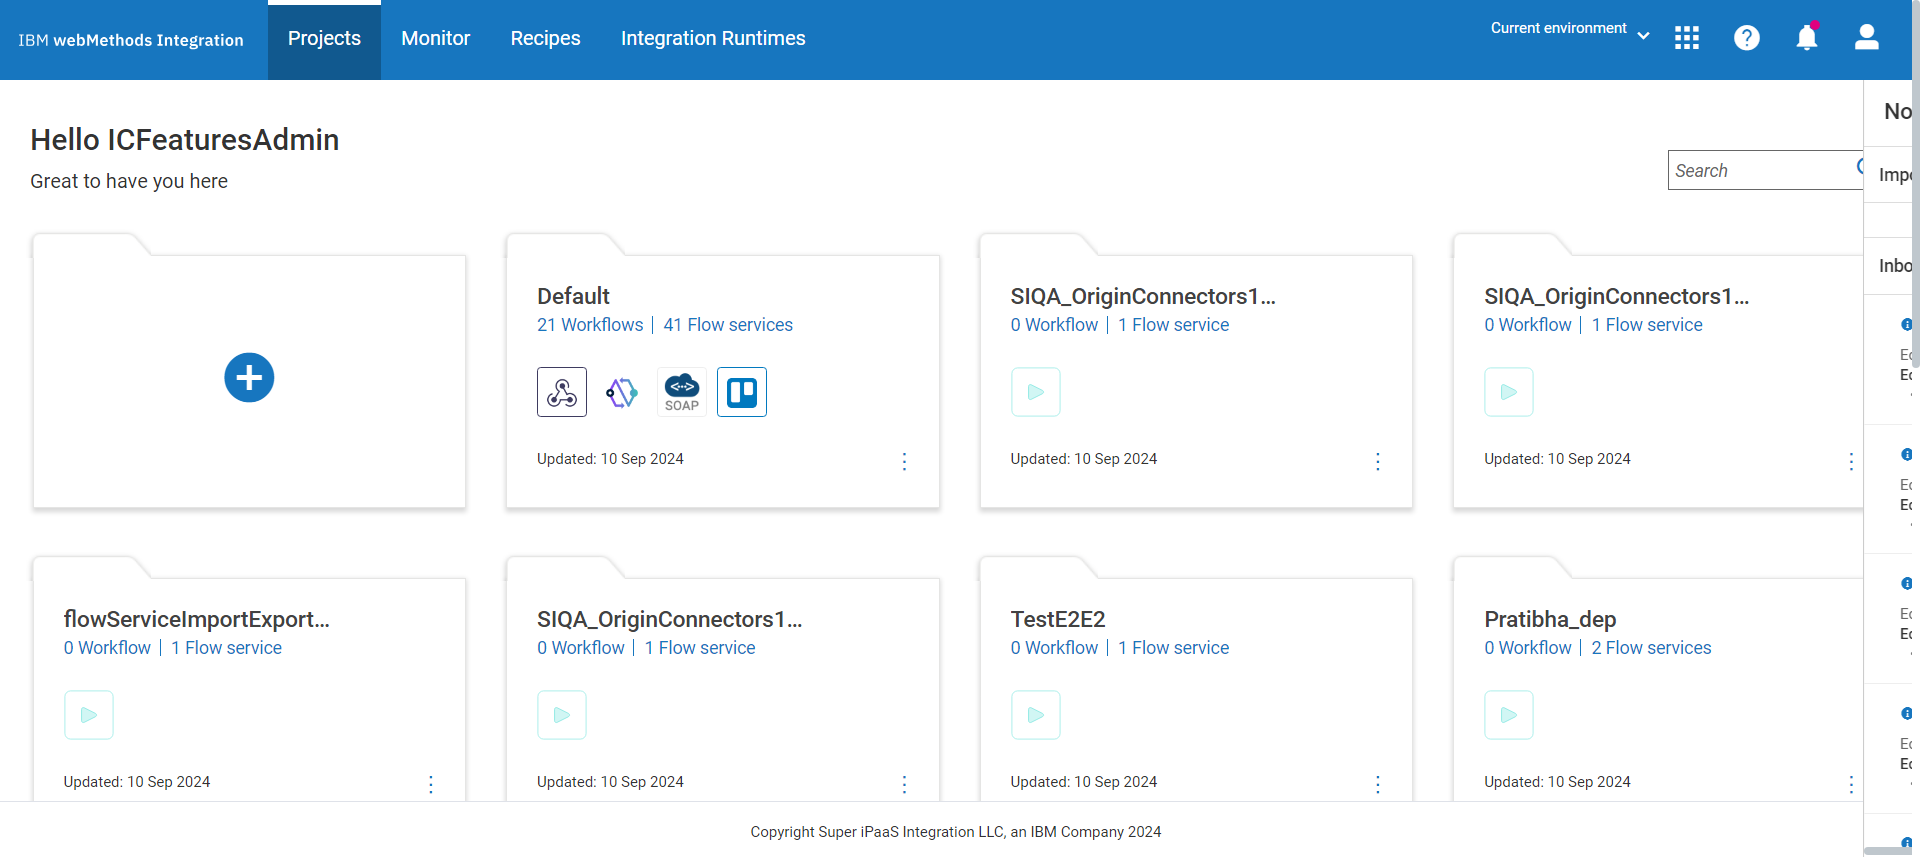 IBM webMethods Integration
Projects
Monitor
Recipes
Integration Runtimes
Current environment
Hello ICFeaturesAdmin
Great to have you here
Search
No
Impo
Inbo
Default
21 Workflows | 41 Flow services
SOAP
Updated: 10 Sep 2024
SIQA_OriginConnectors1...
0 Workflow | 1 Flow service
Updated: 10 Sep 2024
SIQA_OriginConnectors1...
0 Workflow | 1 Flow service
Updated: 10 Sep 2024
flowServiceImportExport...
0 Workflow | 1 Flow service
Updated: 10 Sep 2024
SIQA_OriginConnectors1...
0 Workflow | 1 Flow service
Updated: 10 Sep 2024
TestE2E2
0 Workflow | 1 Flow service
Updated: 10 Sep 2024
Pratibha_dep
0 Workflow | 2 Flow services
Updated: 10 Sep 2024
Copyright Super iPaaS Integration LLC, an IBM Company 2024